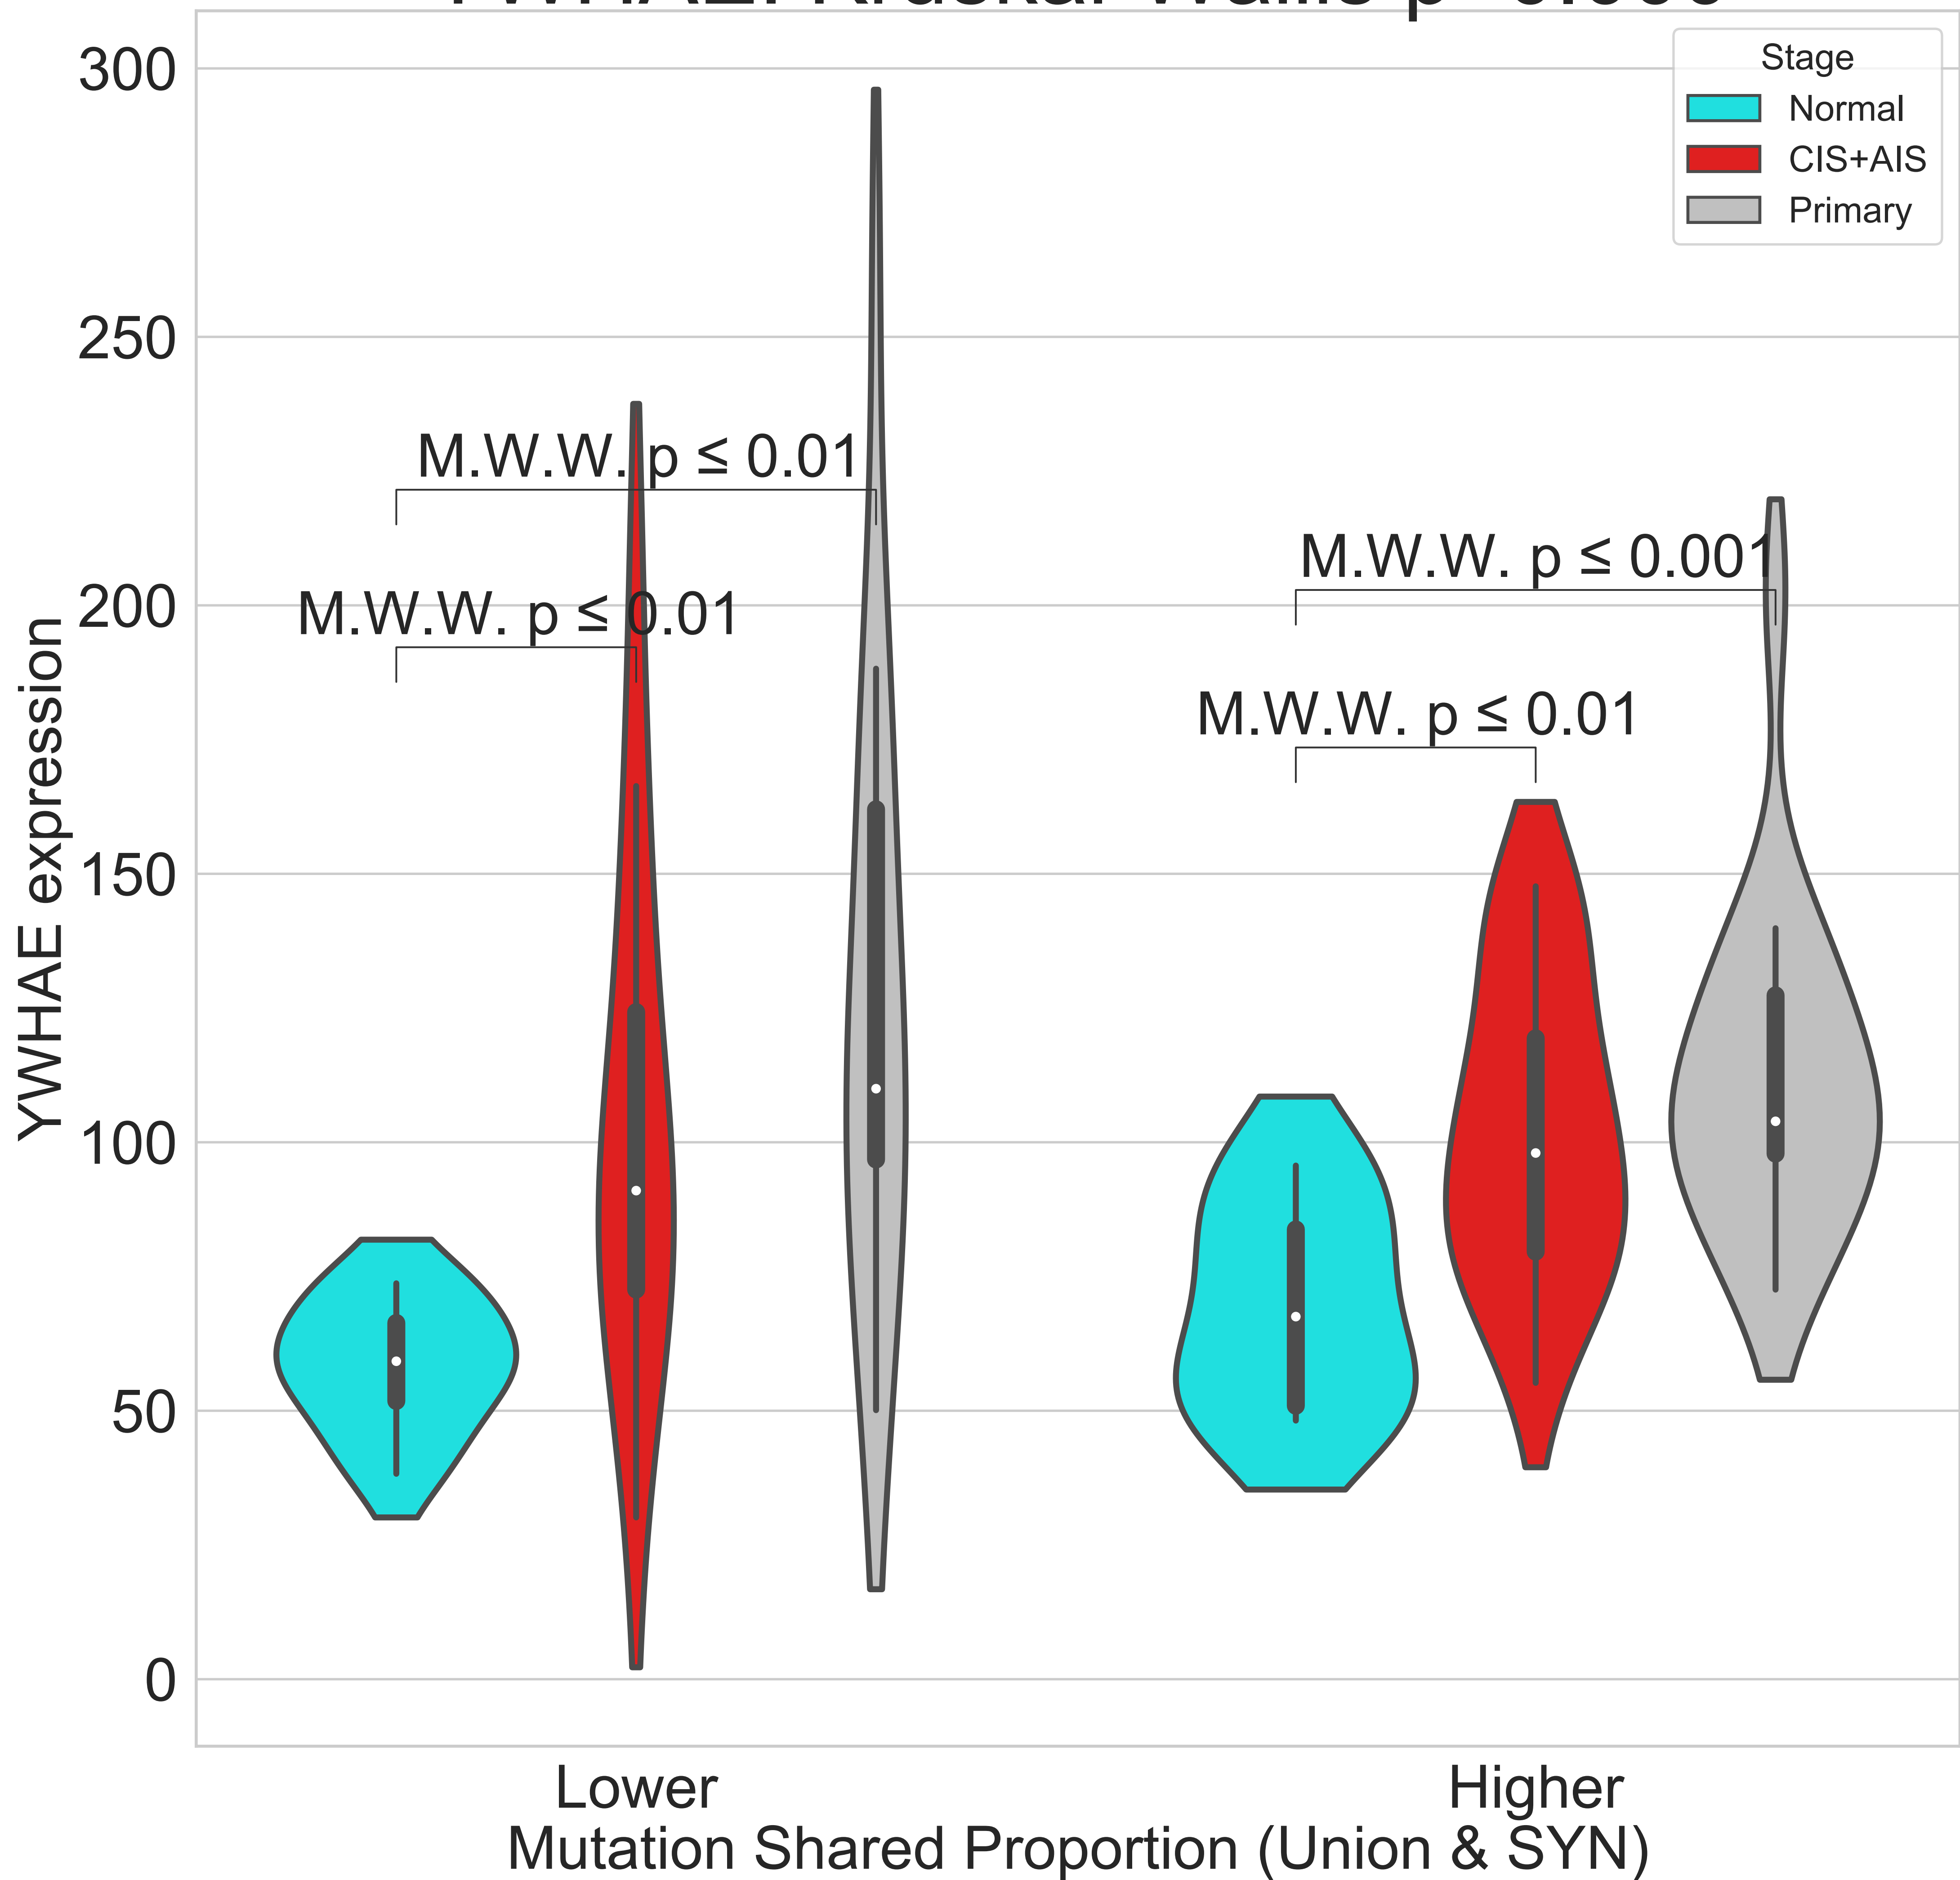 300
250
200
150
100
50
0
YWHAE expression
Stage
Normal
CIS+AIS
Primary
M.W.W. p ≤ 0.01
M.W.W. p ≤ 0.01
M.W.W. p ≤ 0.001
M.W.W. p ≤ 0.01
Lower
Higher
Mutation Shared Proportion (Union & SYN)